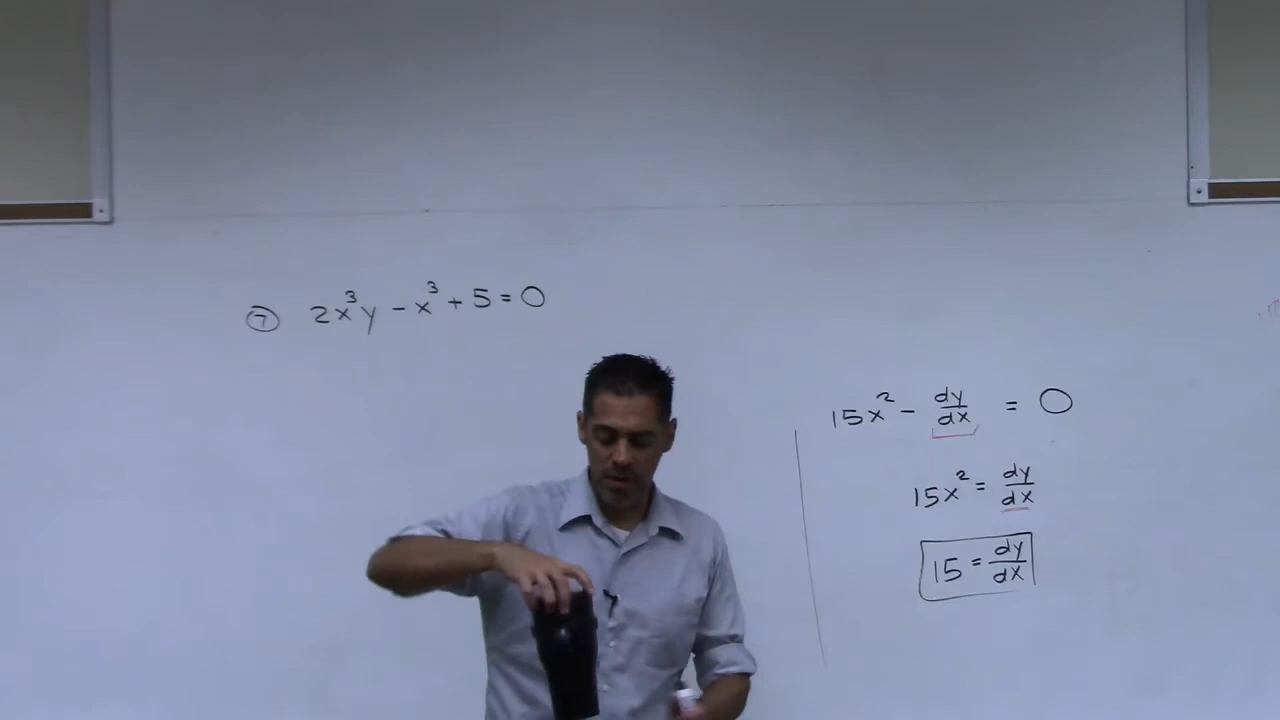 ⑦ 2x³y - x³ + 5 = 0
15x² - dy/dx = 0
15x² = dy/dx
15 = dy/dx